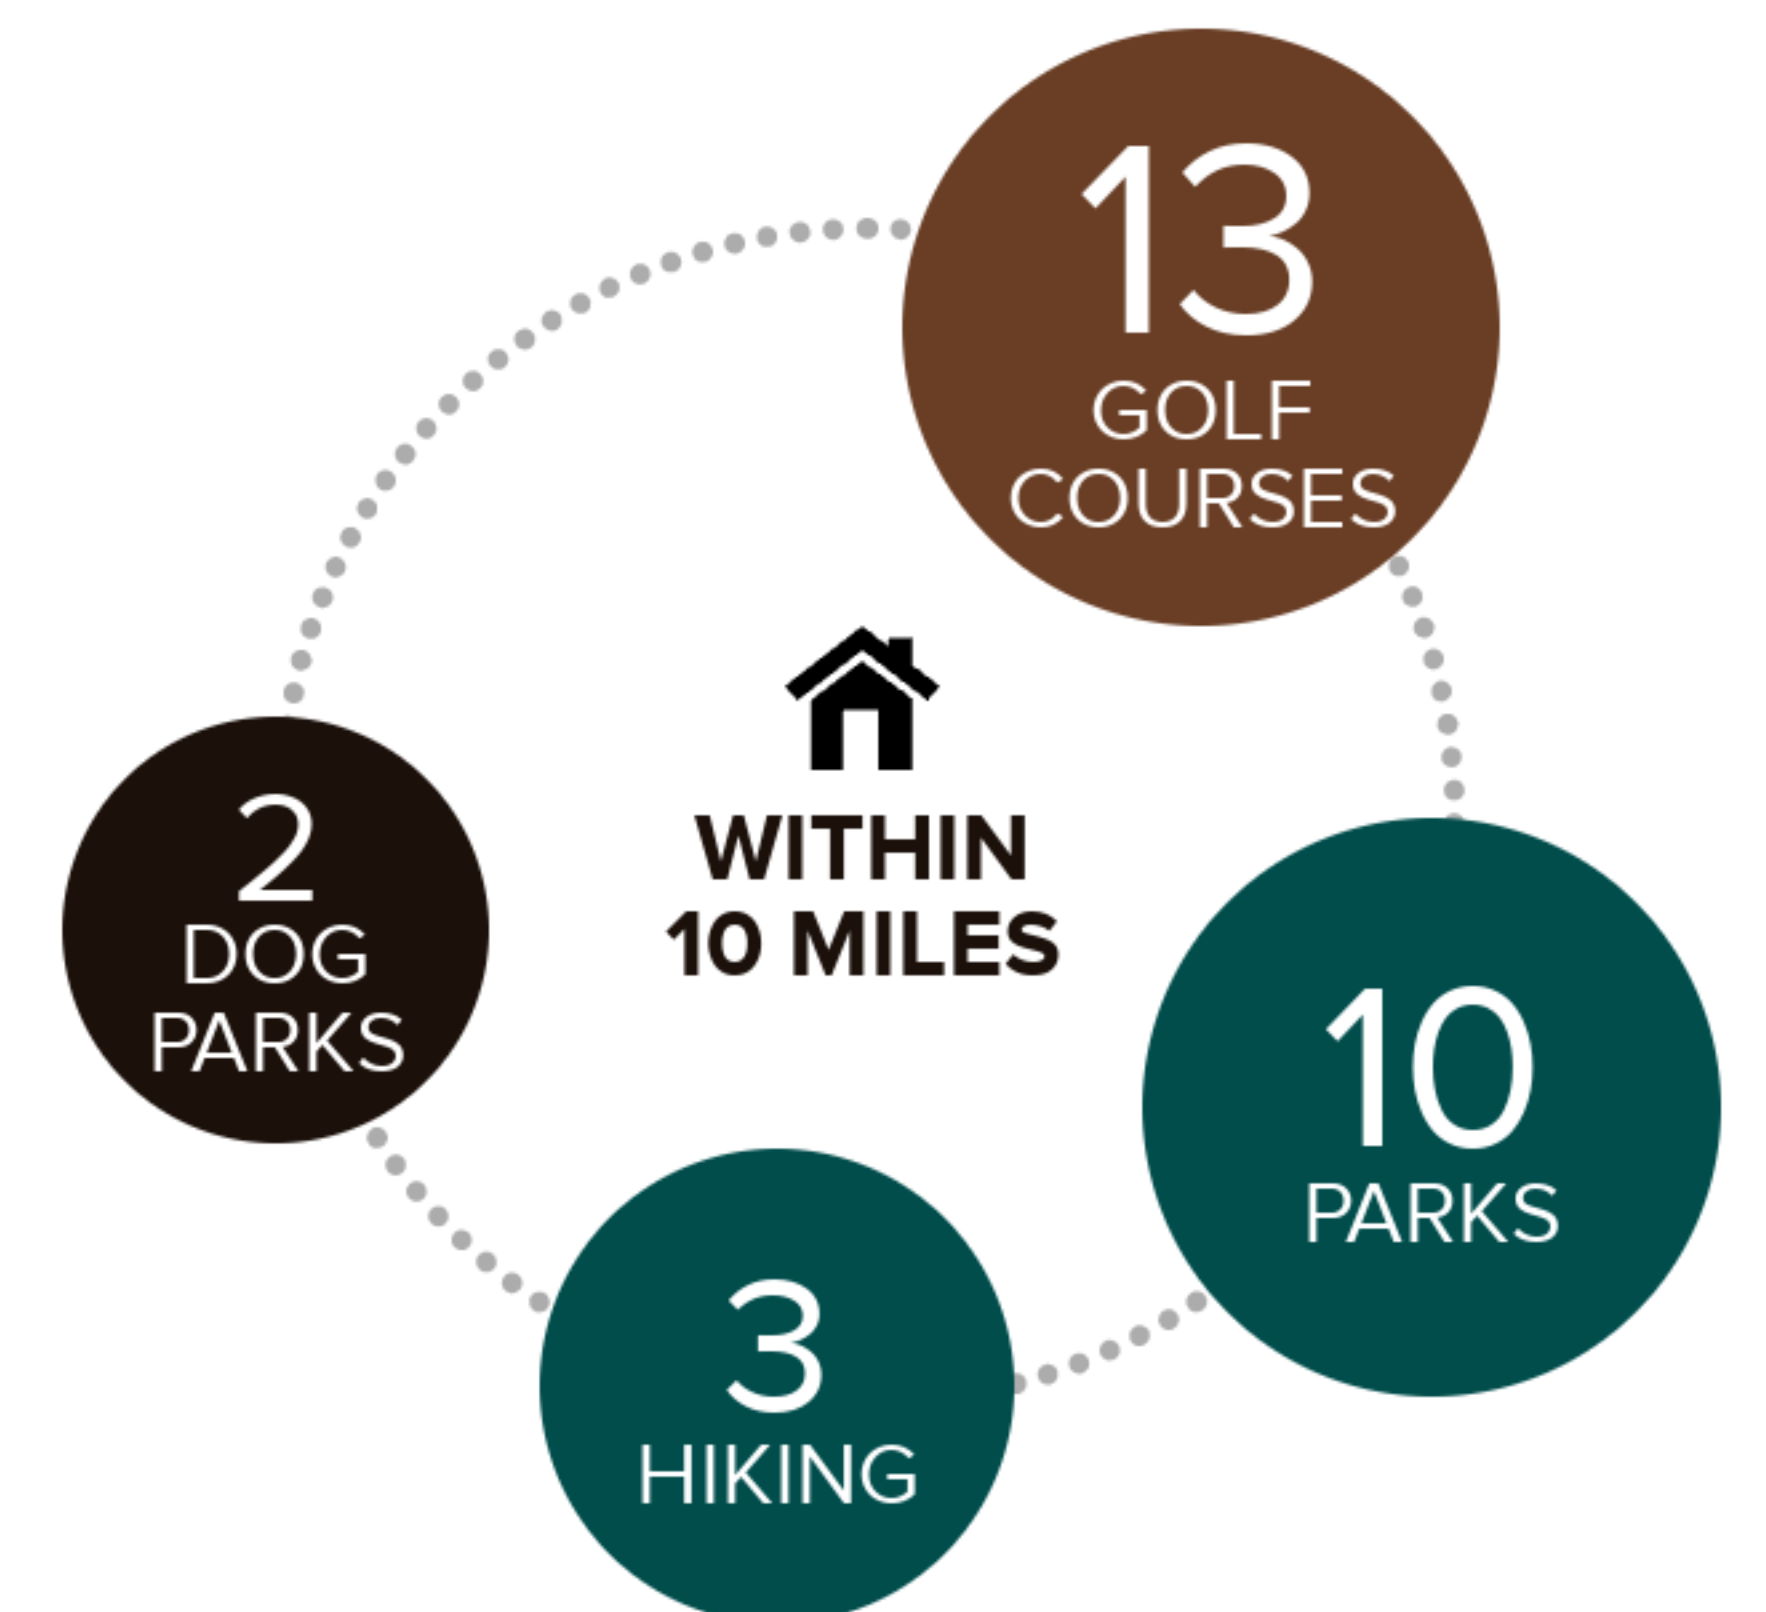 13
GOLF
COURSES
WITHIN
10 MILES
2
DOG
PARKS
10
PARKS
3
HIKING